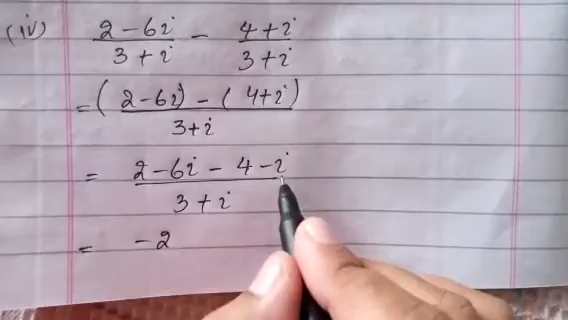 (iv) (2-6i)/(3+i) - (4+i)/(3+i)
= ((2-6i) - (4+i))/(3+i)
= (2-6i-4-i)/(3+i)
= -2